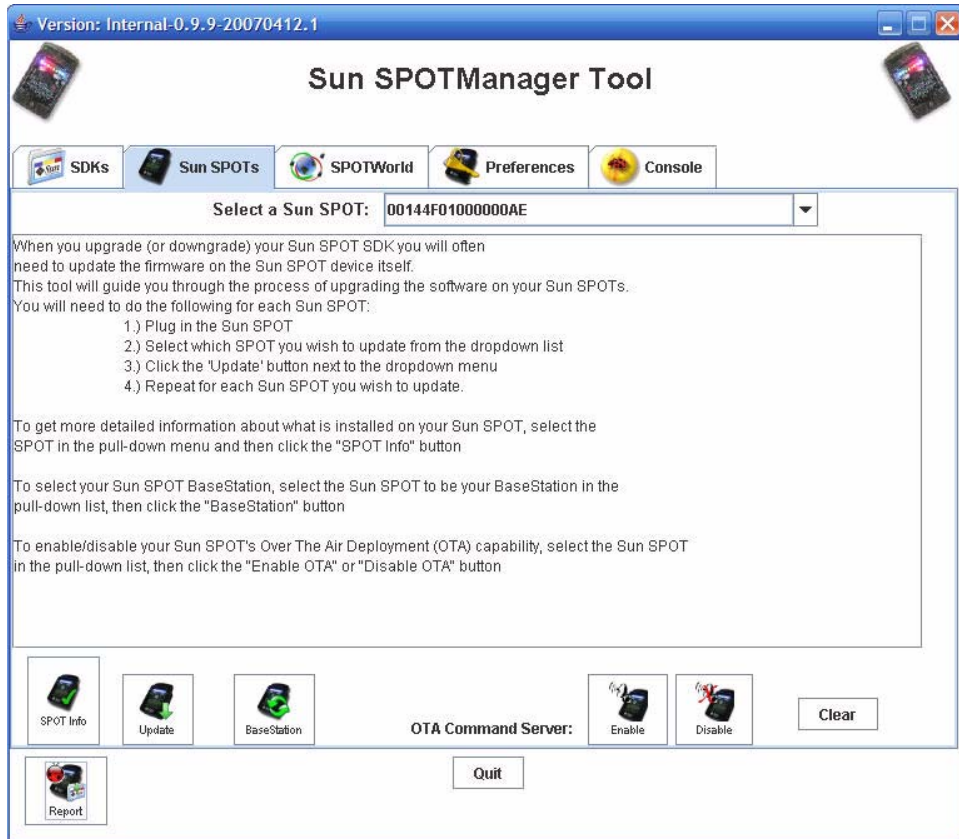 Version: Internal-0.9.9-20070412.1
Sun SPOTManager Tool
SDKs
Sun SPOTs
SPOTWorld
Preferences
Console
Select a Sun SPOT: 00144F01000000AE
When you upgrade (or downgrade) your Sun SPOT SDK you will often
need to update the firmware on the Sun SPOT device itself.
This tool will guide you through the process of upgrading the software on your Sun SPOTs.
You will need to do the following for each Sun SPOT:
1.) Plug in the Sun SPOT
2.) Select which SPOT you wish to update from the dropdown list
3.) Click the 'Update' button next to the dropdown menu
4.) Repeat for each Sun SPOT you wish to update.
To get more detailed information about what is installed on your Sun SPOT, select the
SPOT in the pull-down menu and then click the "SPOT Info" button
To select your Sun SPOT BaseStation, select the Sun SPOT to be your BaseStation in the
pull-down list, then click the "BaseStation" button
To enable/disable your Sun SPOT's Over The Air Deployment (OTA) capability, select the Sun SPOT
in the pull-down list, then click the "Enable OTA" or "Disable OTA" button
SPOT Info
Update
BaseStation
OTA Command Server:
Enable
Disable
Clear
Report
Quit